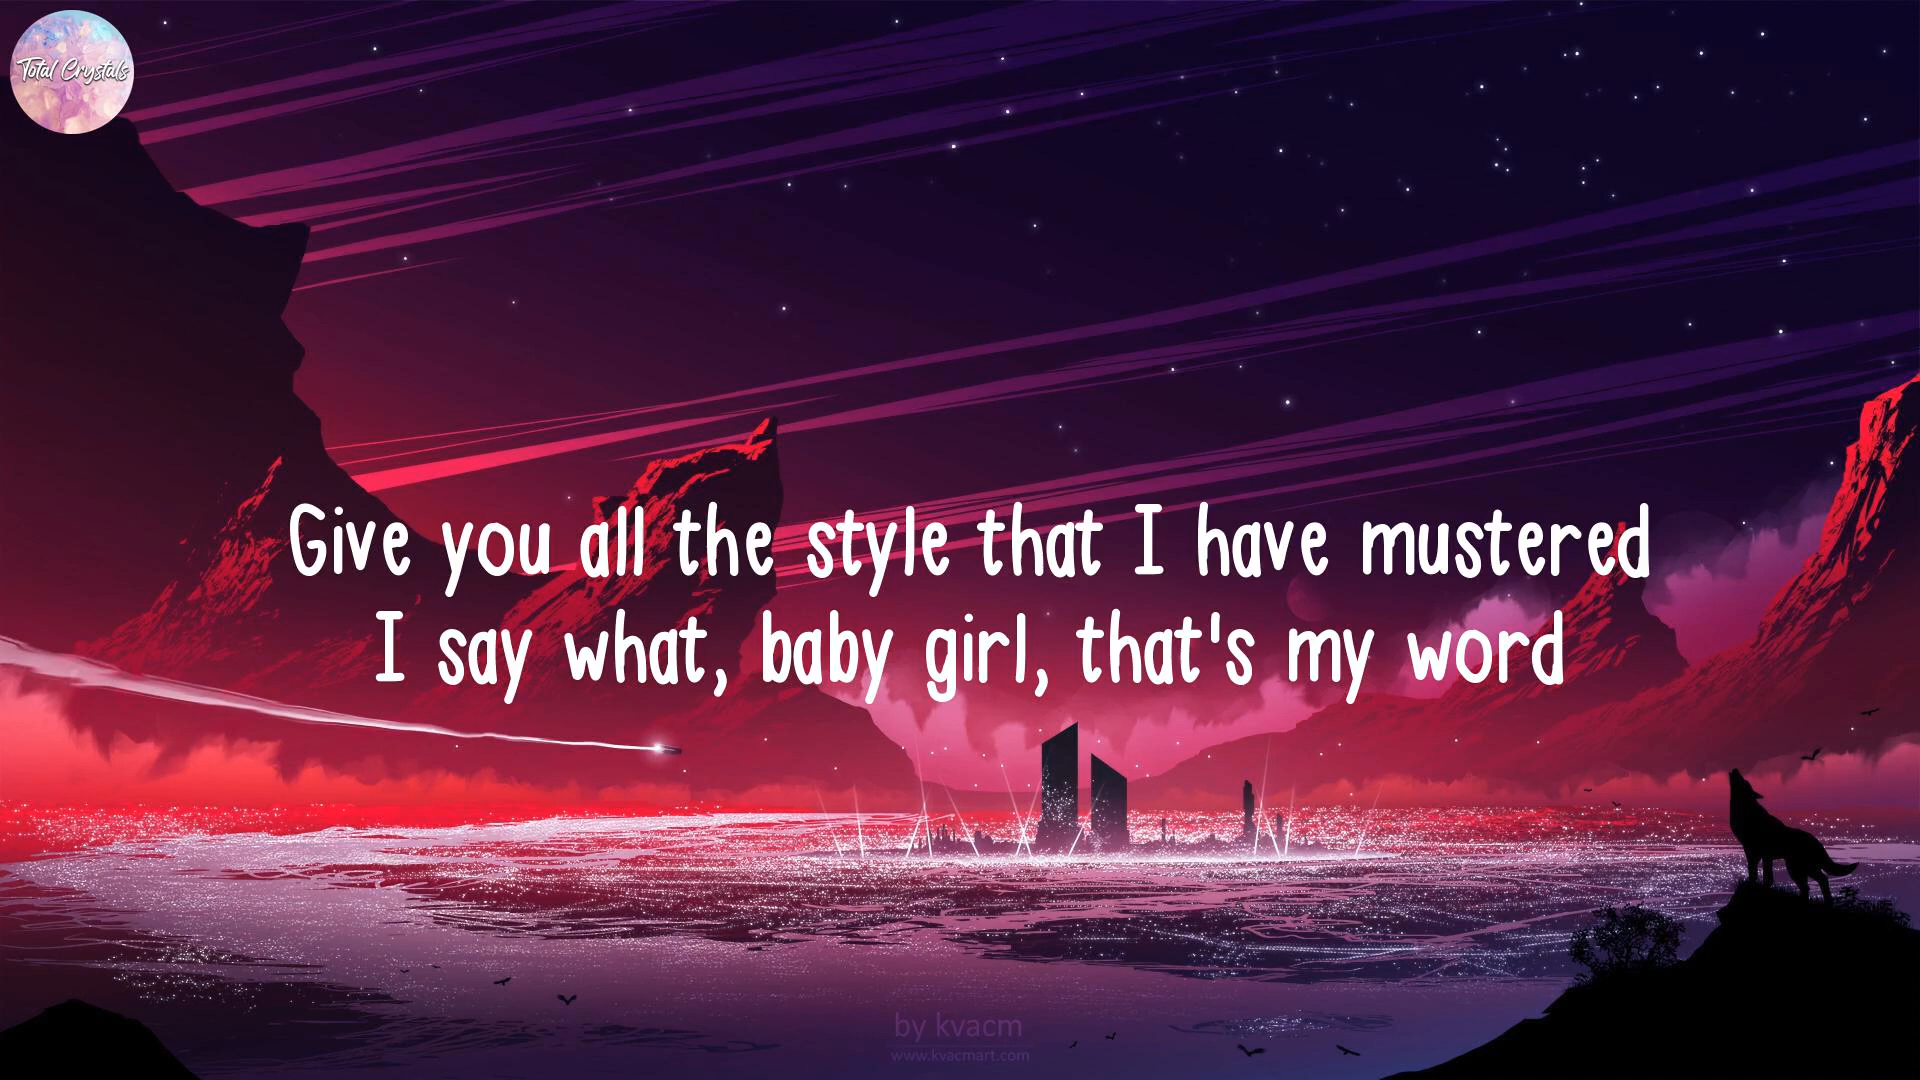 Total Crystals
Give you all the style that I have mustered
I say what, baby girl, that's my word
by kvacm
www.kvacmart.com